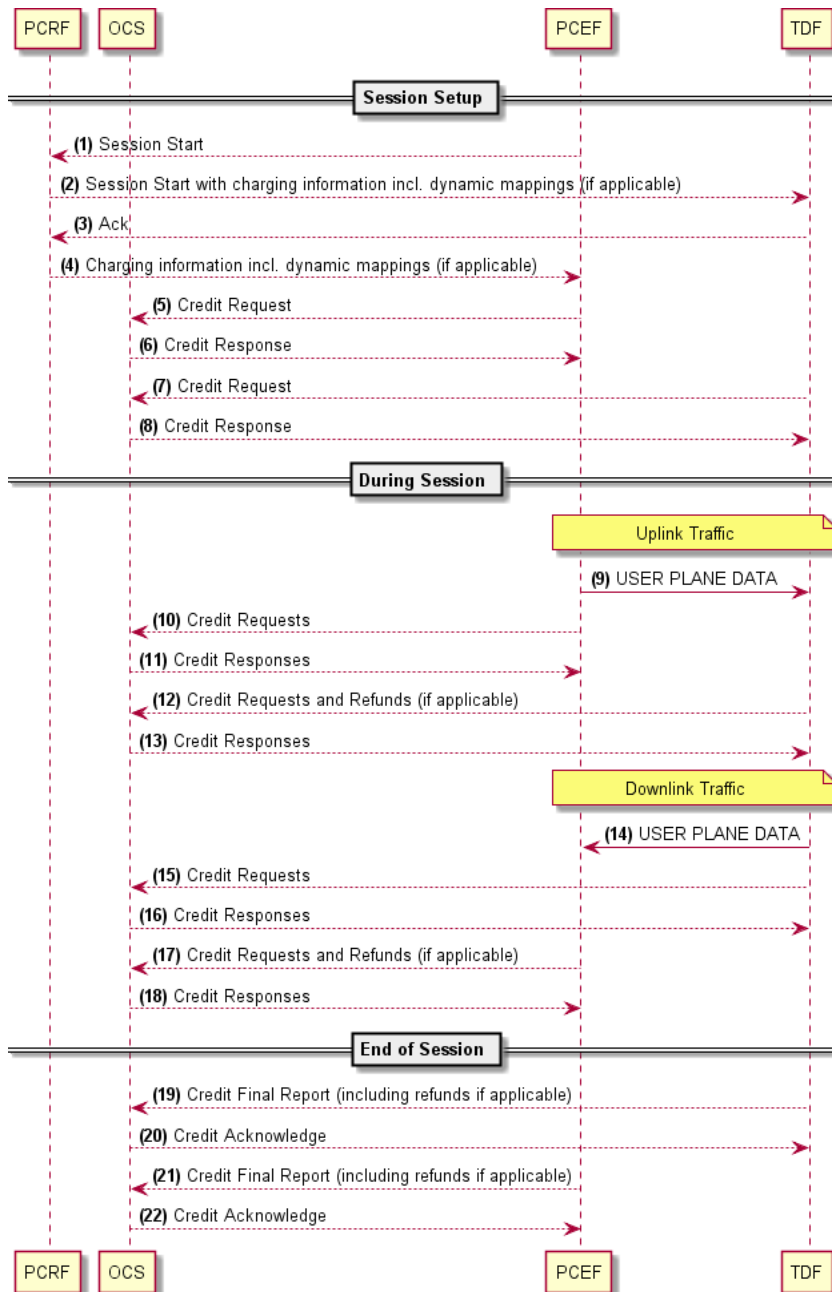 PCRF OCS PCEF TDF
Session Setup
(1) Session Start
(2) Session Start with charging information incl. dynamic mappings (if applicable)
(3) Ack
(4) Charging information incl. dynamic mappings (if applicable)
(5) Credit Request
(6) Credit Response
(7) Credit Request
(8) Credit Response
During Session
Uplink Traffic
(9) USER PLANE DATA
(10) Credit Requests
(11) Credit Responses
(12) Credit Requests and Refunds (if applicable)
(13) Credit Responses
Downlink Traffic
(14) USER PLANE DATA
(15) Credit Requests
(16) Credit Responses
(17) Credit Requests and Refunds (if applicable)
(18) Credit Responses
End of Session
(19) Credit Final Report (including refunds if applicable)
(20) Credit Acknowledge
(21) Credit Final Report (including refunds if applicable)
(22) Credit Acknowledge
PCRF OCS PCEF TDF